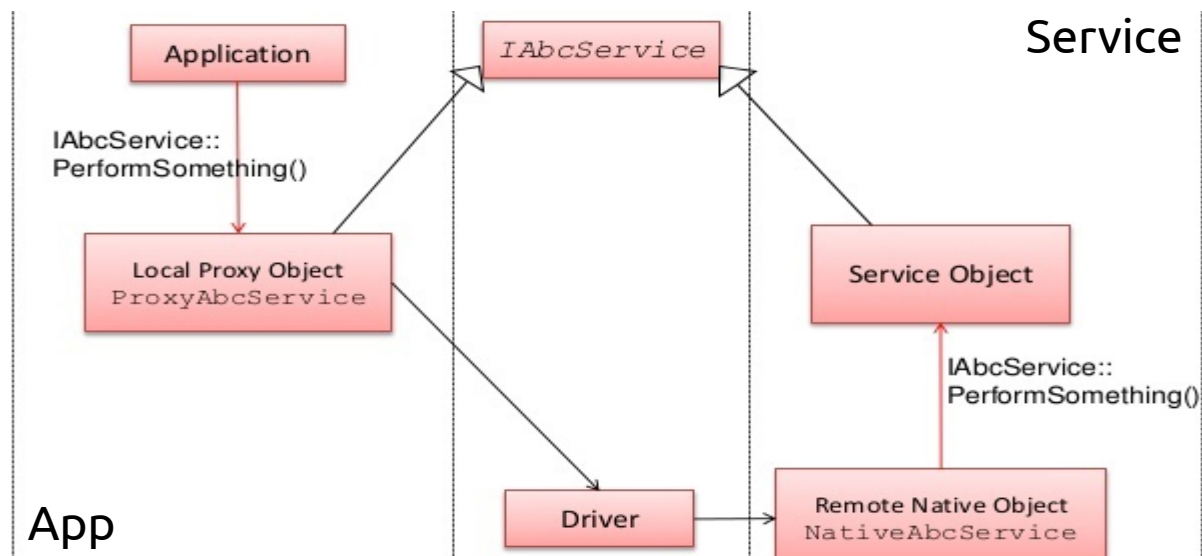 Application
IAbcService
Service
IAbcService::
PerformSomething()
Local Proxy Object
ProxyAbcService
Service Object
IAbcService::
PerformSomething()
App
Driver
Remote Native Object
NativeAbcService